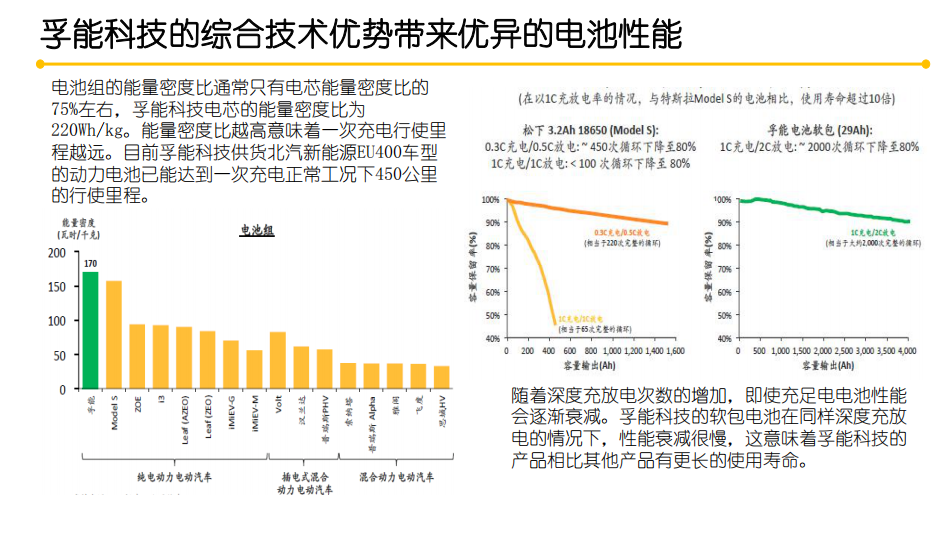 孚能科技的综合技术优势带来优异的电池性能
电池组的能量密度比通常只有电芯能量密度比的
75%左右，孚能科技电芯的能量密度比为
220Wh/kg。能量密度比越高意味着一次充电行使里
程越远。目前孚能科技供货北汽新能源EU400车型
的动力电池已能达到一次充电正常工况下450公里
的行使里程。
能量密度
(瓦时/千克)
电池组
200
150
100
50
0
170
孚能
Model S
ZOE
i3
Leaf (AZEO)
Leaf (ZEO)
iMiEV-G
iMiEV-M
Volt
汉兰达
普瑞斯PHV
索纳塔
普瑞斯 Alpha
雅阁
飞度
思域HV
纯电动力电动汽车
插电式混合
动力电动汽车
混合动力电动汽车
(在以1C充放电率的情况，与特斯拉Model S的电池相比，使用寿命超过10倍)
松下 3.2Ah 18650 (Model S):
0.3C充电/0.5C放电: ~ 450次循环下降至80%
1C充电/1C放电: < 100 次循环下降至 80%
孚能电池软包 (29Ah):
1C充电/2C放电: ~ 2000次循环下降至80%
容量保留率(%)
100%
90%
80%
70%
60%
50%
40%
0.3C充电/0.5C放电
(相当于220次完整的循环)
1C充电/1C放电
(相当于65次完整的循环)
0 200 400 600 800 1,000 1,200 1,400 1,600
容量输出(Ah)
容量保留率(%)
100%
90%
80%
70%
60%
50%
40%
1C充电/2C放电
(相当于大约2,000次完整的循环)
0 500 1,000 1,500 2,000 2,500 3,000 3,500 4,000
容量输出(Ah)
随着深度充放电次数的增加，即使充足电电池性能
会逐渐衰减。孚能科技的软包电池在同样深度充放
电的情况下，性能衰减很慢，这意味着孚能科技的
产品相比其他产品有更长的使用寿命。